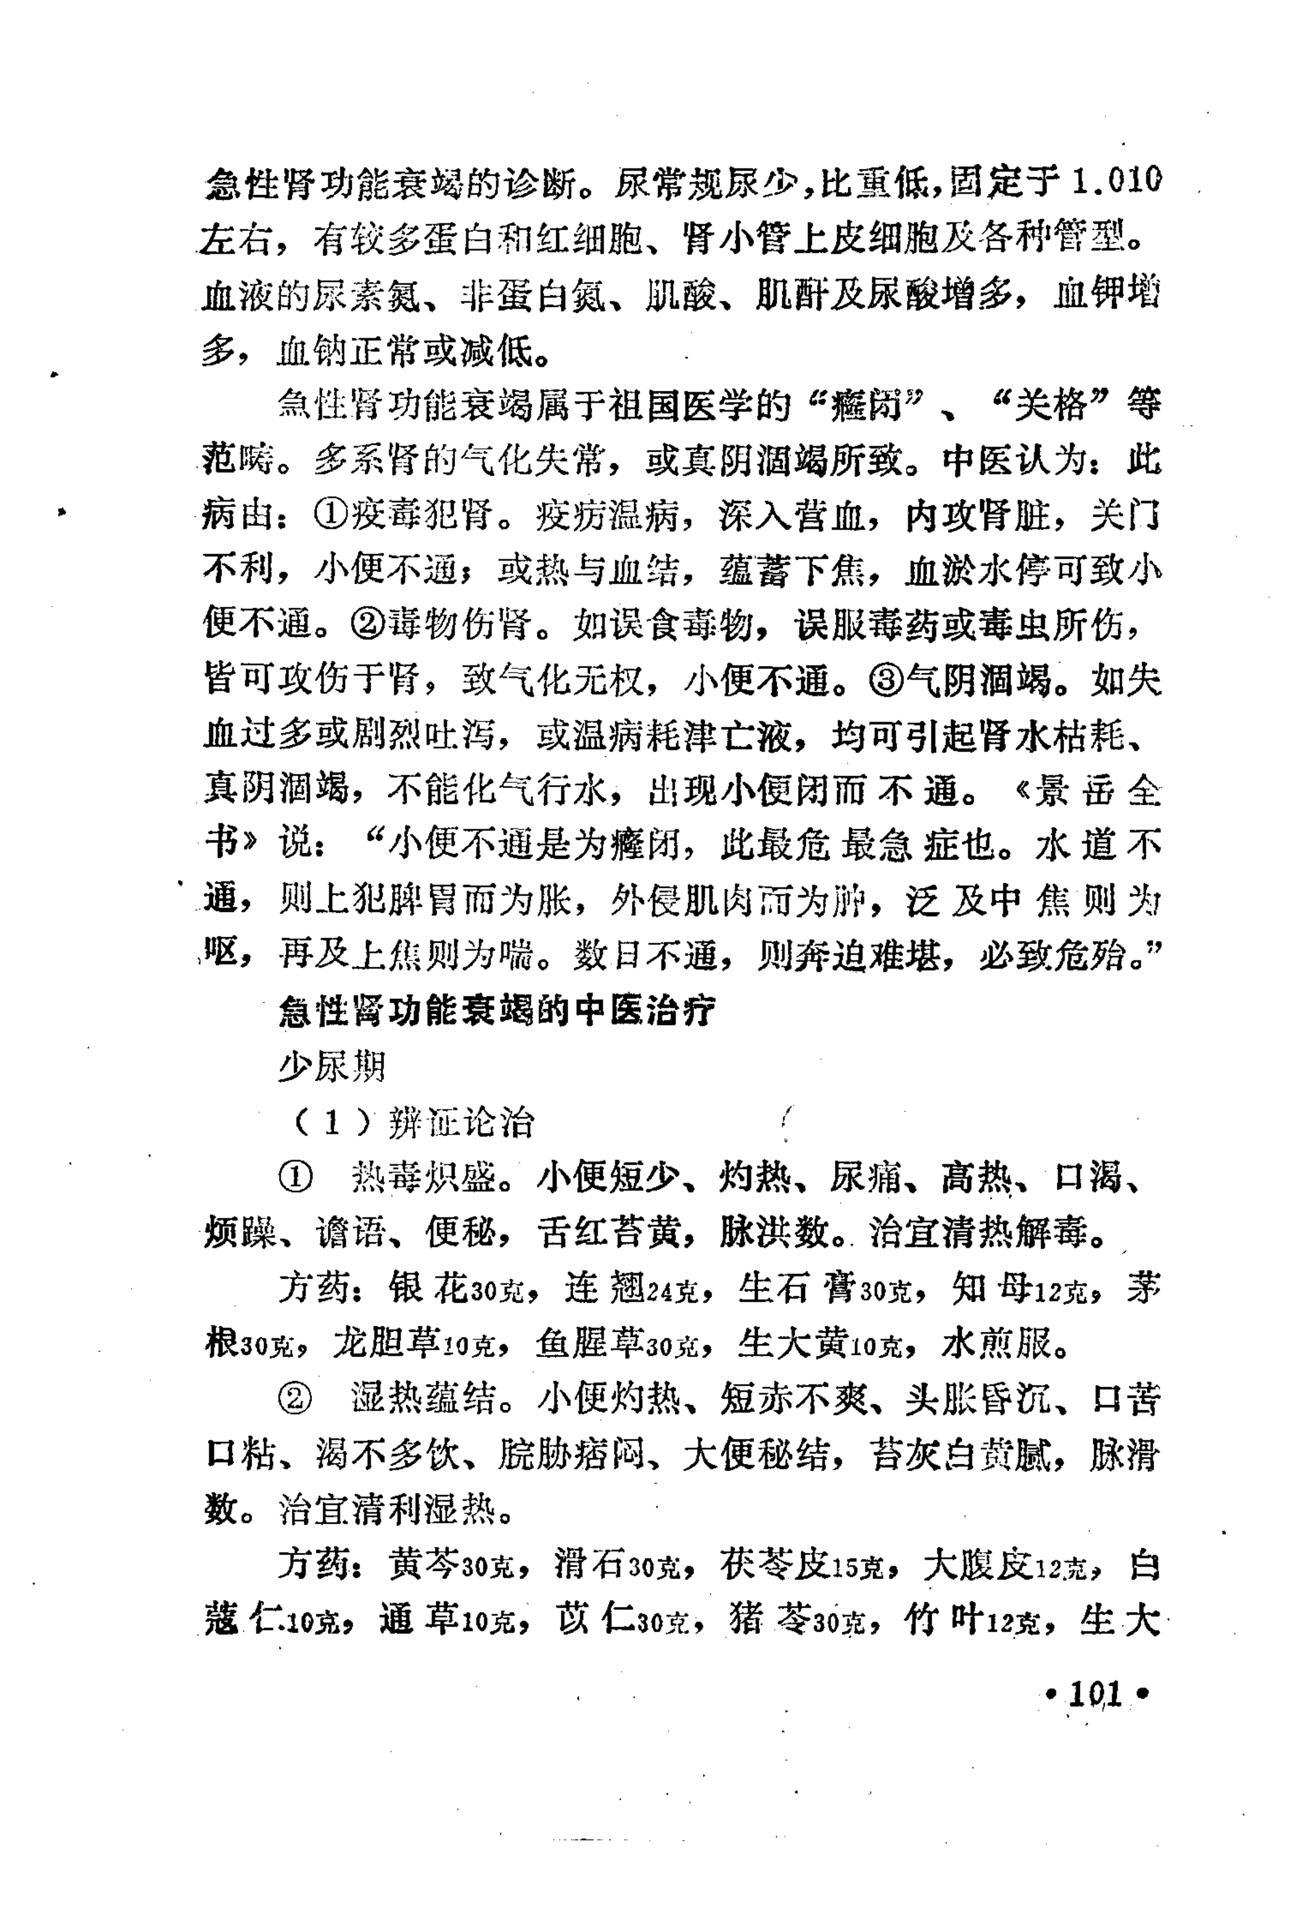 急性肾功能衰竭的诊断。尿常规尿少,比重低,固定于1.010
左右，有较多蛋白和红细胞、肾小管上皮细胞及各种管型。
血液的尿素氮、非蛋白氮、肌酸、肌酐及尿酸增多，血钾增
多，血钠正常或减低。
急性肾功能衰竭属于祖国医学的“癃闭”、“关格”等
范畴。多系肾的气化失常，或真阴涸竭所致。中医认为：此
病由：①疫毒犯肾。疫疠温病，深入营血，内攻肾脏，关门
不利，小便不通；或热与血结，蕴蓄下焦，血淤水停可致小
便不通。②毒物伤肾。如误食毒物，误服毒药或毒虫所伤，
皆可攻伤于肾，致气化无权，小便不通。③气阴涸竭。如失
血过多或剧烈吐泻，或温病耗津亡液，均可引起肾水枯耗、
真阴涸竭，不能化气行水，出现小便闭而不通。《景岳全
书》说：“小便不通是为癃闭，此最危最急症也。水道不
通，则上犯脾胃而为胀，外侵肌肉而为肿，泛及中焦则为
呕，再及上焦则为喘。数日不通，则奔迫难堪，必致危殆。”
急性肾功能衰竭的中医治疗
少尿期
（1）辨证论治
① 热毒炽盛。小便短少、灼热、尿痛、高热、口渴、
烦躁、谵语、便秘，舌红苔黄，脉洪数。治宜清热解毒。
方药：银花30克，连翘24克，生石膏30克，知母12克，茅
根30克，龙胆草10克，鱼腥草30克，生大黄10克，水煎服。
② 湿热蕴结。小便灼热、短赤不爽、头胀昏沉、口苦
口粘、渴不多饮、脘胁痞闷、大便秘结，苔灰白黄腻，脉滑
数。治宜清利湿热。
方药：黄芩30克，滑石30克，茯苓皮15克，大腹皮12克，白
蔻仁10克，通草10克，苡仁30克，猪苓30克，竹叶12克，生大
•101•